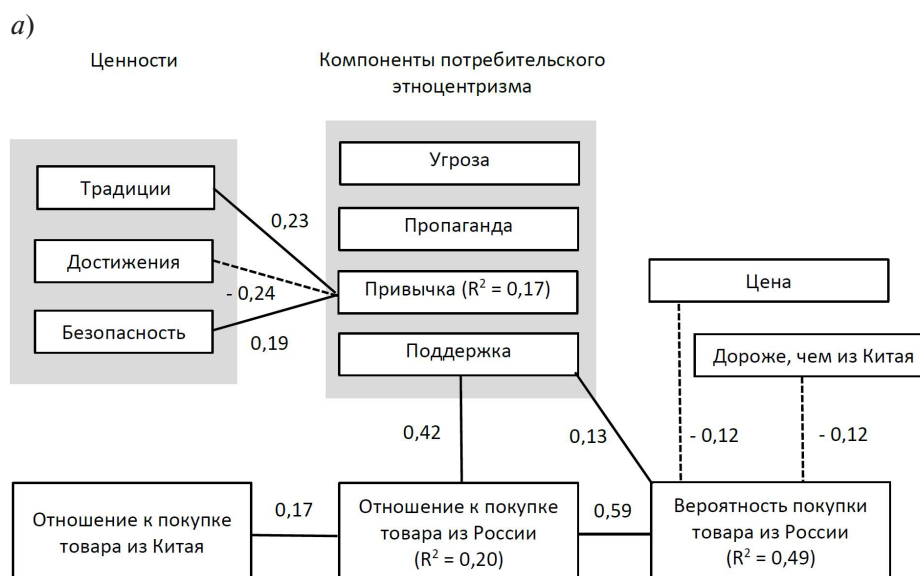 а)
Ценности
Компоненты потребительского
этноцентризма
Традиции
Достижения
Безопасность
0,23
- 0,24
0,19
Угроза
Пропаганда
Привычка (R² = 0,17)
Поддержка
Цена
Дороже, чем из Китая
0,42
0,13
- 0,12
- 0,12
Отношение к покупке
товара из Китая
0,17
Отношение к покупке
товара из России
(R² = 0,20)
0,59
Вероятность покупки
товара из России
(R² = 0,49)